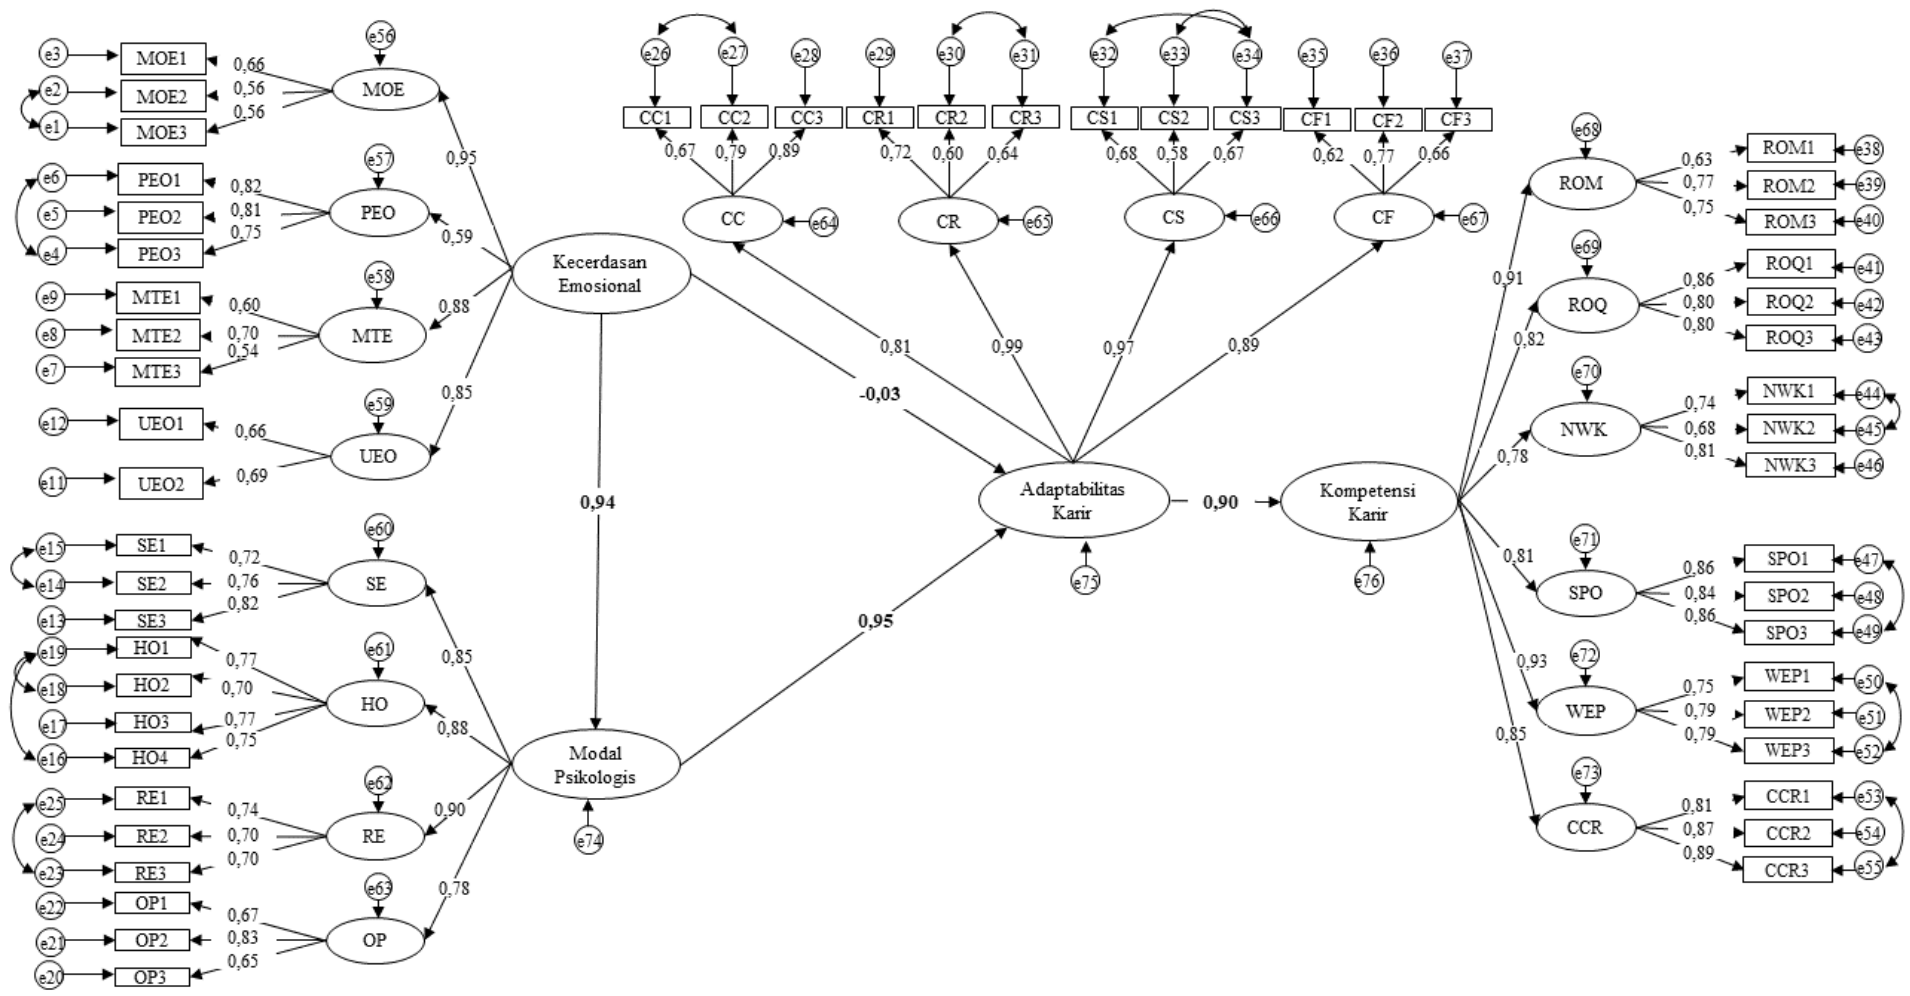 e3
MOE1
0,66
e2
MOE2
0,56
e1
MOE3
0,56
e56
MOE
0,95
e6
PEO1
0,82
e5
PEO2
0,81
e4
PEO3
0,75
e57
PEO
0,59
e9
MTE1
0,60
e8
MTE2
0,70
e7
MTE3
0,54
e58
MTE
0,88
e12
UEO1
0,66
e11
UEO2
0,69
e59
UEO
0,85
Kecerdasan
Emosional
0,94
-0,03
e15
SE1
0,72
e14
SE2
0,76
e13
SE3
0,82
e60
SE
0,85
e19
HO1
0,77
e18
HO2
0,70
e17
HO3
0,77
e16
HO4
0,75
e61
HO
0,88
e25
RE1
0,74
e24
RE2
0,70
e23
RE3
0,70
e62
RE
0,90
e22
OP1
0,67
e21
OP2
0,83
e20
OP3
0,65
e63
OP
0,78
Modal
Psikologis
e74
0,95
e26
e27
e28
CC1
CC2
CC3
0,67
0,79
0,89
CC
e64
0,81
e29
e30
e31
CR1
CR2
CR3
0,72
0,60
0,64
CR
e65
0,99
e32
e33
e34
CS1
CS2
CS3
0,68
0,58
0,67
CS
e66
0,97
e35
e36
e37
CF1
CF2
CF3
0,62
0,77
0,66
CF
e67
0,89
Adaptabilitas
Karir
e75
0,90
Kompetensi
Karir
e76
0,91
e68
ROM
0,63
ROM1
e38
0,77
ROM2
e39
0,75
ROM3
e40
0,82
e69
ROQ
0,86
ROQ1
e41
0,80
ROQ2
e42
0,80
ROQ3
e43
0,78
e70
NWK
0,74
NWK1
e44
0,68
NWK2
e45
0,81
NWK3
e46
0,81
e71
SPO
0,86
SPO1
e47
0,84
SPO2
e48
0,86
SPO3
e49
0,93
e72
WEP
0,75
WEP1
e50
0,79
WEP2
e51
0,79
WEP3
e52
0,85
e73
CCR
0,81
CCR1
e53
0,87
CCR2
e54
0,89
CCR3
e55